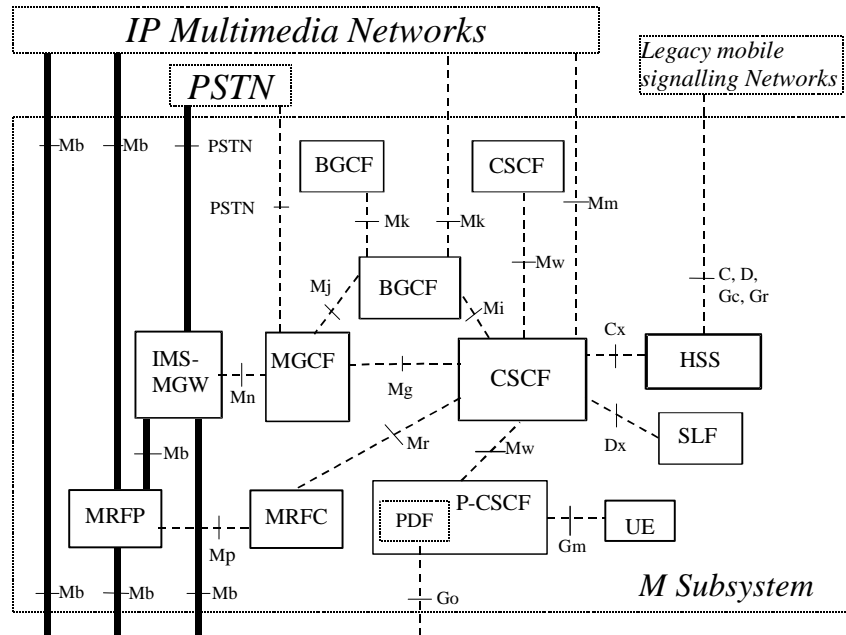 IP Multimedia Networks
Legacy mobile
signalling Networks
PSTN
Mb
Mb
PSTN
BGCF
CSCF
PSTN
Mk
Mk
Mm
Mw
C, D,
Gc, Gr
BGCF
Mj
Mi
Cx
IMS-
MGW
MGCF
CSCF
HSS
Mn
Mg
Mb
Mr
Mw
Dx
SLF
MRFP
MRFC
P-CSCF
PDF
UE
Mp
Gm
Mb
Mb
Mb
Go
M Subsystem